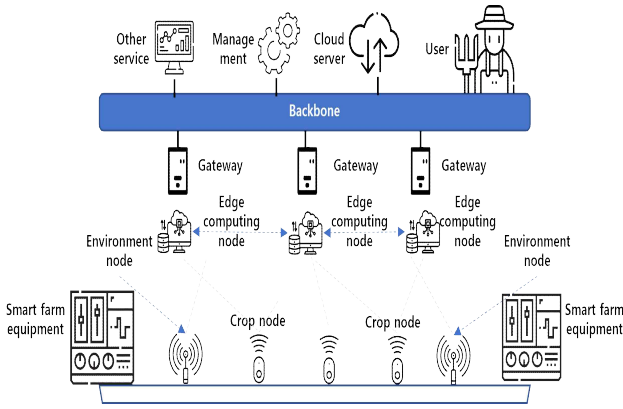 Other
service
Manage
ment
Cloud
server
User
Backbone
Gateway
Gateway
Gateway
Edge
computing
node
Edge
computing
node
Edge
computing
node
Environment
node
Environment
node
Smart farm
equipment
Crop node
Crop node
Smart farm
equipment